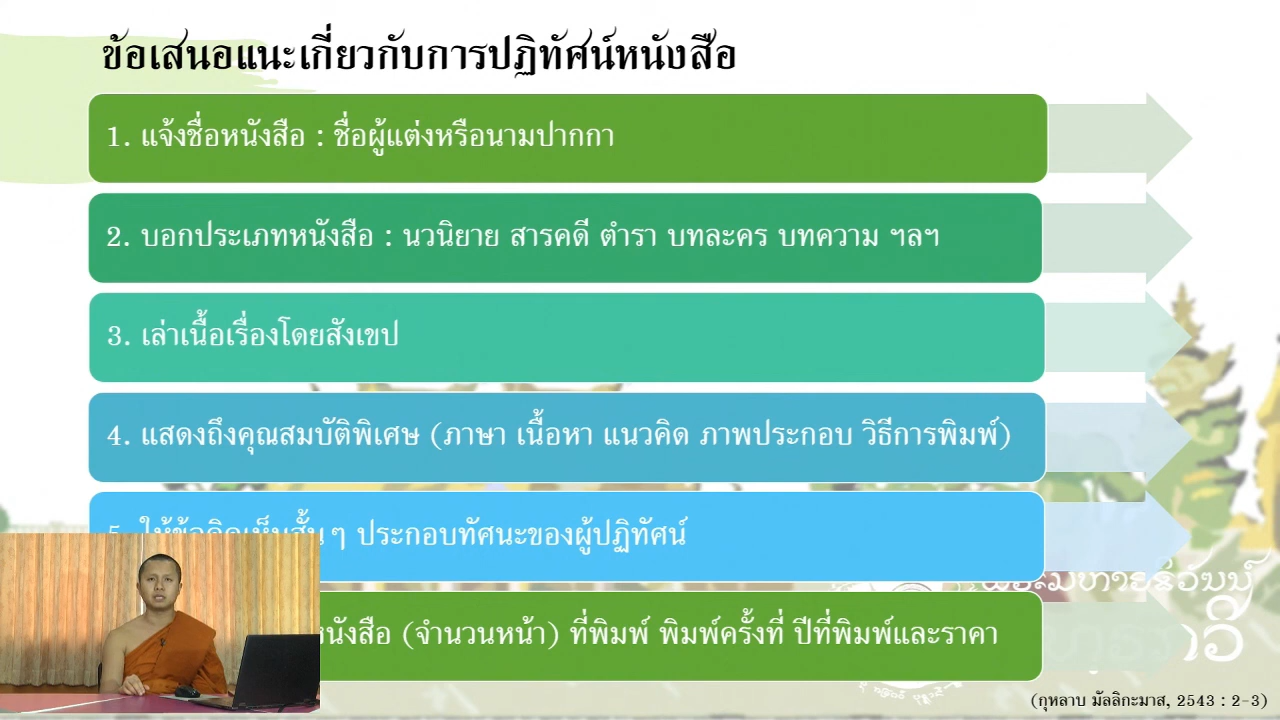 ข้อเสนอแนะเกี่ยวกับการปฏิทัศน์หนังสือ
1. แจ้งชื่อหนังสือ : ชื่อผู้แต่งหรือนามปากกา
2. บอกประเภทหนังสือ : นวนิยาย สารคดี ตำรา บทละคร บทความ ฯลฯ
3. เล่าเนื้อเรื่องโดยสังเขป
4. แสดงถึงคุณสมบัติพิเศษ (ภาษา เนื้อหา แนวคิด ภาพประกอบ วิธีการพิมพ์)
5. ให้ข้อคิดเห็นสั้นๆ ประกอบทัศนะของผู้ปฏิทัศน์
หนังสือ (จำนวนหน้า) ที่พิมพ์ พิมพ์ครั้งที่ ปีที่พิมพ์และราคา
(กุหลาบ มัลลิกะมาส, 2543 : 2-3)